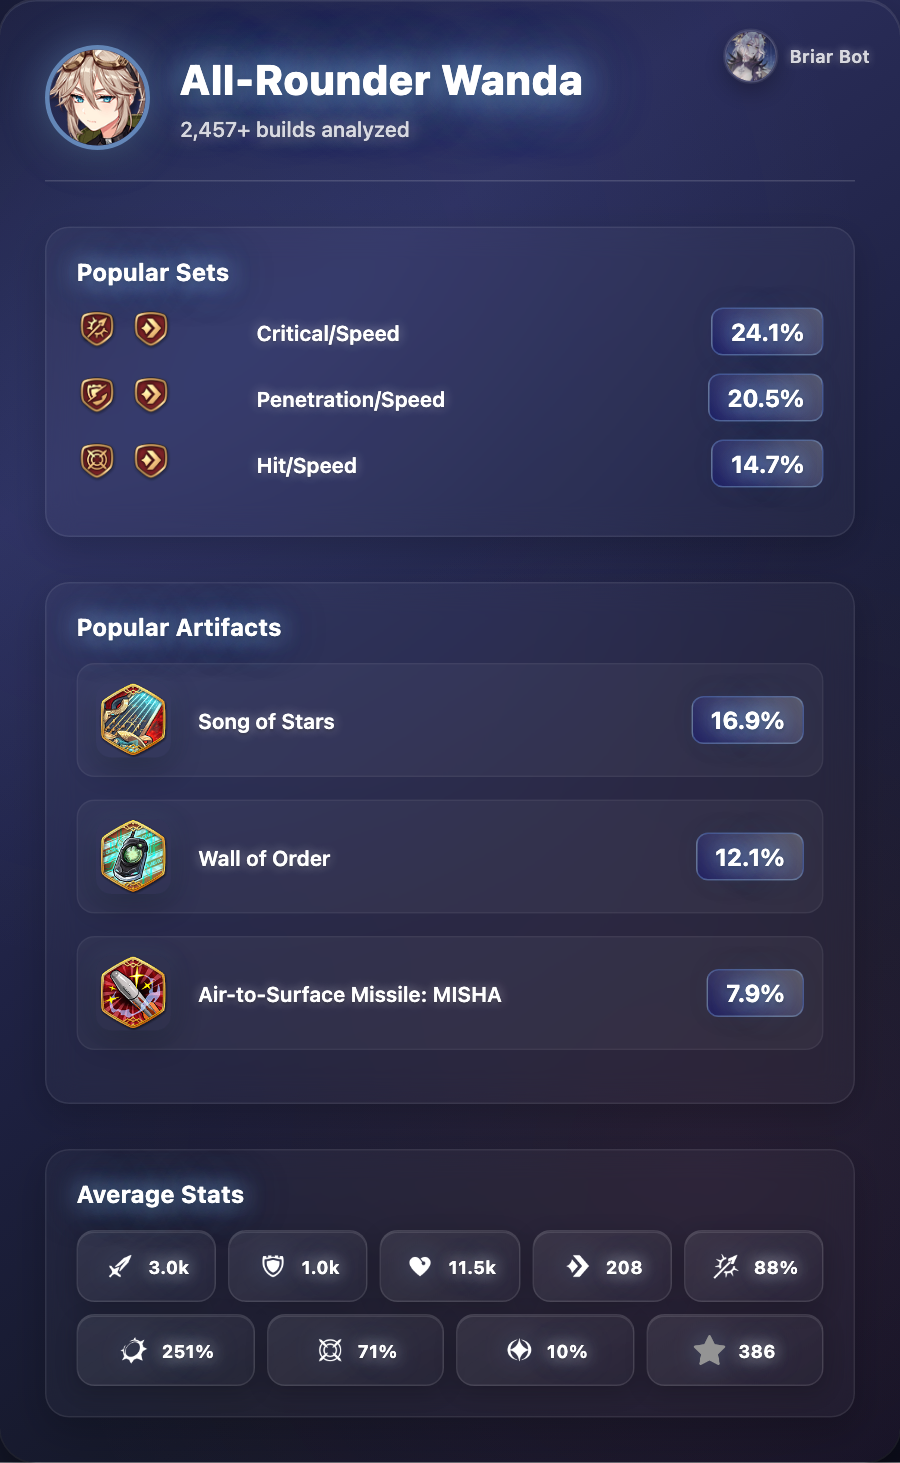 All-Rounder Wanda
2,457+ builds analyzed
Briar Bot
Popular Sets
Critical/Speed
24.1%
Penetration/Speed
20.5%
Hit/Speed
14.7%
Popular Artifacts
Song of Stars
16.9%
Wall of Order
12.1%
Air-to-Surface Missile: MISHA
7.9%
Average Stats
3.0k
1.0k
11.5k
208
88%
251%
71%
10%
386